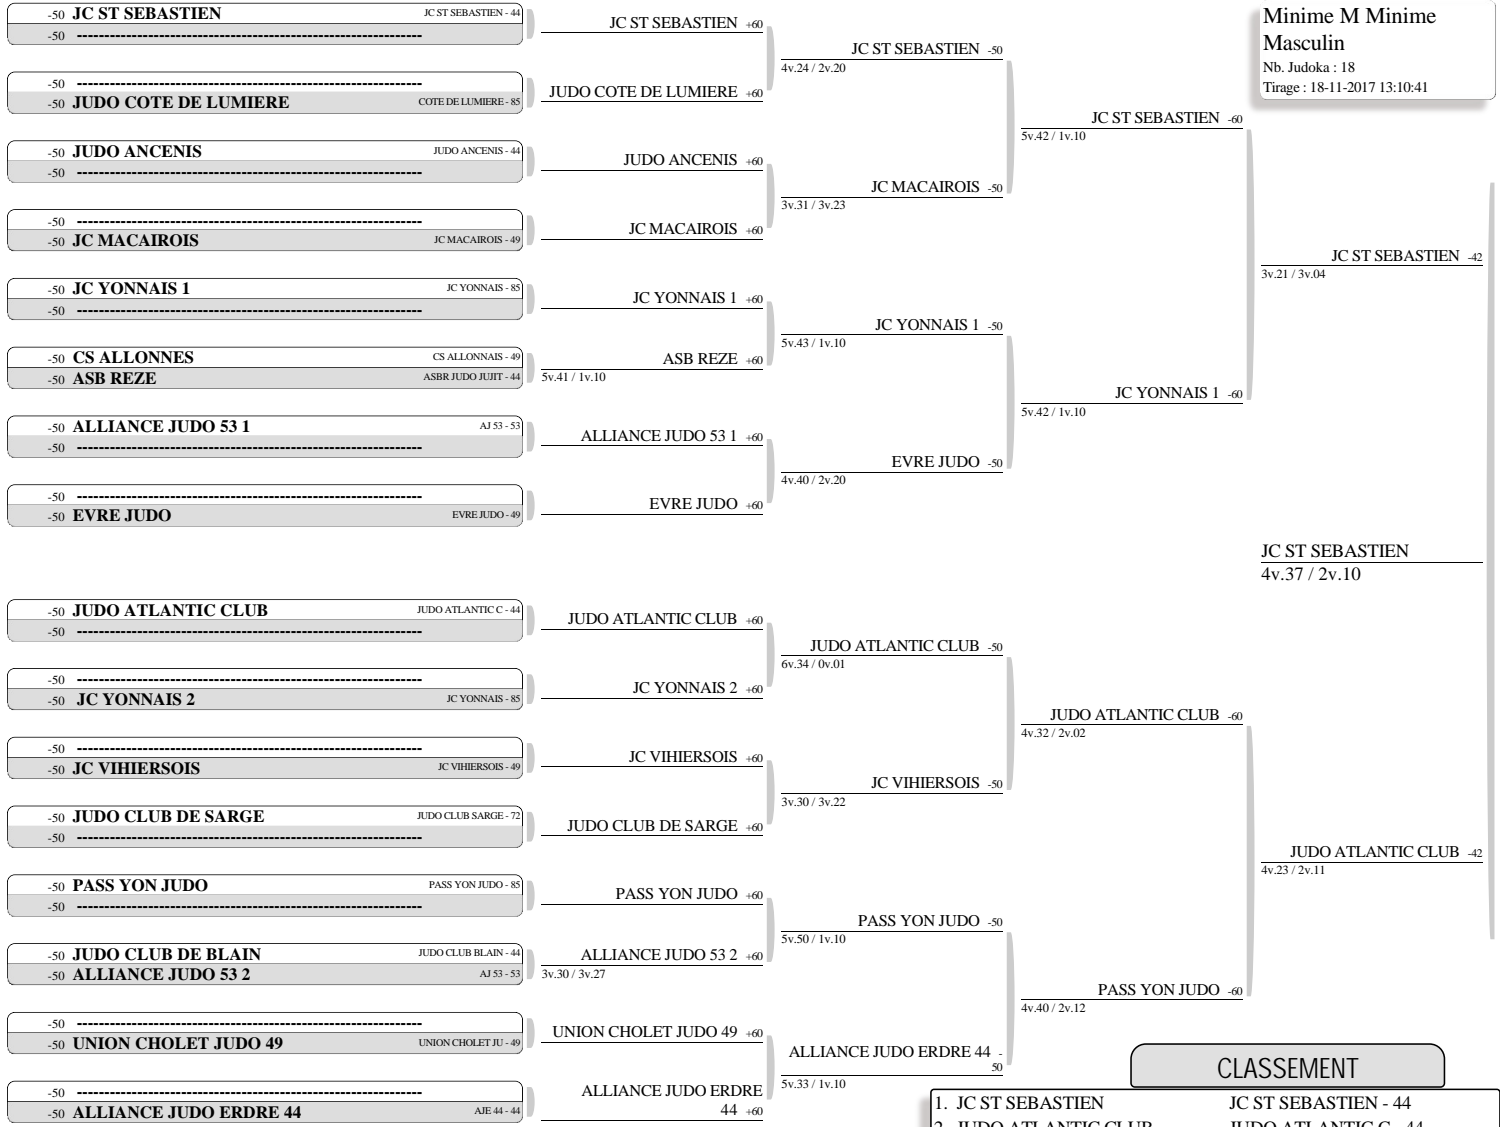 -50 JC ST SEBASTIEN JC ST SEBASTIEN - 44
-50 ----------------------------------------------------------------
-50 ----------------------------------------------------------------
-50 JUDO COTE DE LUMIERE COTE DE LUMIERE - 85
-50 JUDO ANCENIS JUDO ANCENIS - 44
-50 ----------------------------------------------------------------
-50 ----------------------------------------------------------------
-50 JC MACAIROIS JC MACAIROIS - 49
-50 JC YONNAIS 1 JC YONNAIS - 85
-50 ----------------------------------------------------------------
-50 CS ALLONNES CS ALLONNAIS - 49
-50 ASB REZE ASBR JUDO JUJIT - 44
-50 ALLIANCE JUDO 53 1 AJ 53 - 53
-50 ----------------------------------------------------------------
-50 ----------------------------------------------------------------
-50 EVRE JUDO EVRE JUDO - 49
-50 JUDO ATLANTIC CLUB JUDO ATLANTIC C - 44
-50 ----------------------------------------------------------------
-50 ----------------------------------------------------------------
-50 JC YONNAIS 2 JC YONNAIS - 85
-50 ----------------------------------------------------------------
-50 JC VIHIERSOIS JC VIHIERSOIS - 49
-50 JUDO CLUB DE SARGE JUDO CLUB SARGE - 72
-50 ----------------------------------------------------------------
-50 PASS YON JUDO PASS YON JUDO - 85
-50 ----------------------------------------------------------------
-50 JUDO CLUB DE BLAIN JUDO CLUB BLAIN - 44
-50 ALLIANCE JUDO 53 2 AJ 53 - 53
-50 ----------------------------------------------------------------
-50 UNION CHOLET JUDO 49 UNION CHOLET JU - 49
-50 ----------------------------------------------------------------
-50 ALLIANCE JUDO ERDRE 44 AJE 44 - 44
JC ST SEBASTIEN +60
JUDO COTE DE LUMIERE +60
JUDO ANCENIS +60
JC MACAIROIS +60
JC YONNAIS 1 +60
ASB REZE +60
5v.41 / 1v.10
ALLIANCE JUDO 53 1 +60
EVRE JUDO +60
JUDO ATLANTIC CLUB +60
JC YONNAIS 2 +60
JC VIHIERSOIS +60
JUDO CLUB DE SARGE +60
PASS YON JUDO +60
ALLIANCE JUDO 53 2 +60
3v.30 / 3v.27
UNION CHOLET JUDO 49 +60
ALLIANCE JUDO ERDRE
44 +60
JC ST SEBASTIEN -50
4v.24 / 2v.20
JC MACAIROIS -50
3v.31 / 3v.23
JC YONNAIS 1 -50
5v.43 / 1v.10
EVRE JUDO -50
4v.40 / 2v.20
JUDO ATLANTIC CLUB -50
6v.34 / 0v.01
JC VIHIERSOIS -50
3v.30 / 3v.22
PASS YON JUDO -50
5v.50 / 1v.10
ALLIANCE JUDO ERDRE 44 -
50
5v.33 / 1v.10
JC ST SEBASTIEN -60
5v.42 / 1v.10
JC YONNAIS 1 -60
5v.42 / 1v.10
JUDO ATLANTIC CLUB -60
4v.32 / 2v.02
PASS YON JUDO -60
4v.40 / 2v.12
Minime M Minime
Masculin
Nb. Judoka : 18
Tirage : 18-11-2017 13:10:41
JC ST SEBASTIEN -42
3v.21 / 3v.04
JC ST SEBASTIEN
4v.37 / 2v.10
JUDO ATLANTIC CLUB -42
4v.23 / 2v.11
CLASSEMENT
1. JC ST SEBASTIEN JC ST SEBASTIEN - 44
2. JUDO ATLANTIC CLUB JUDO ATLANTIC C - 44